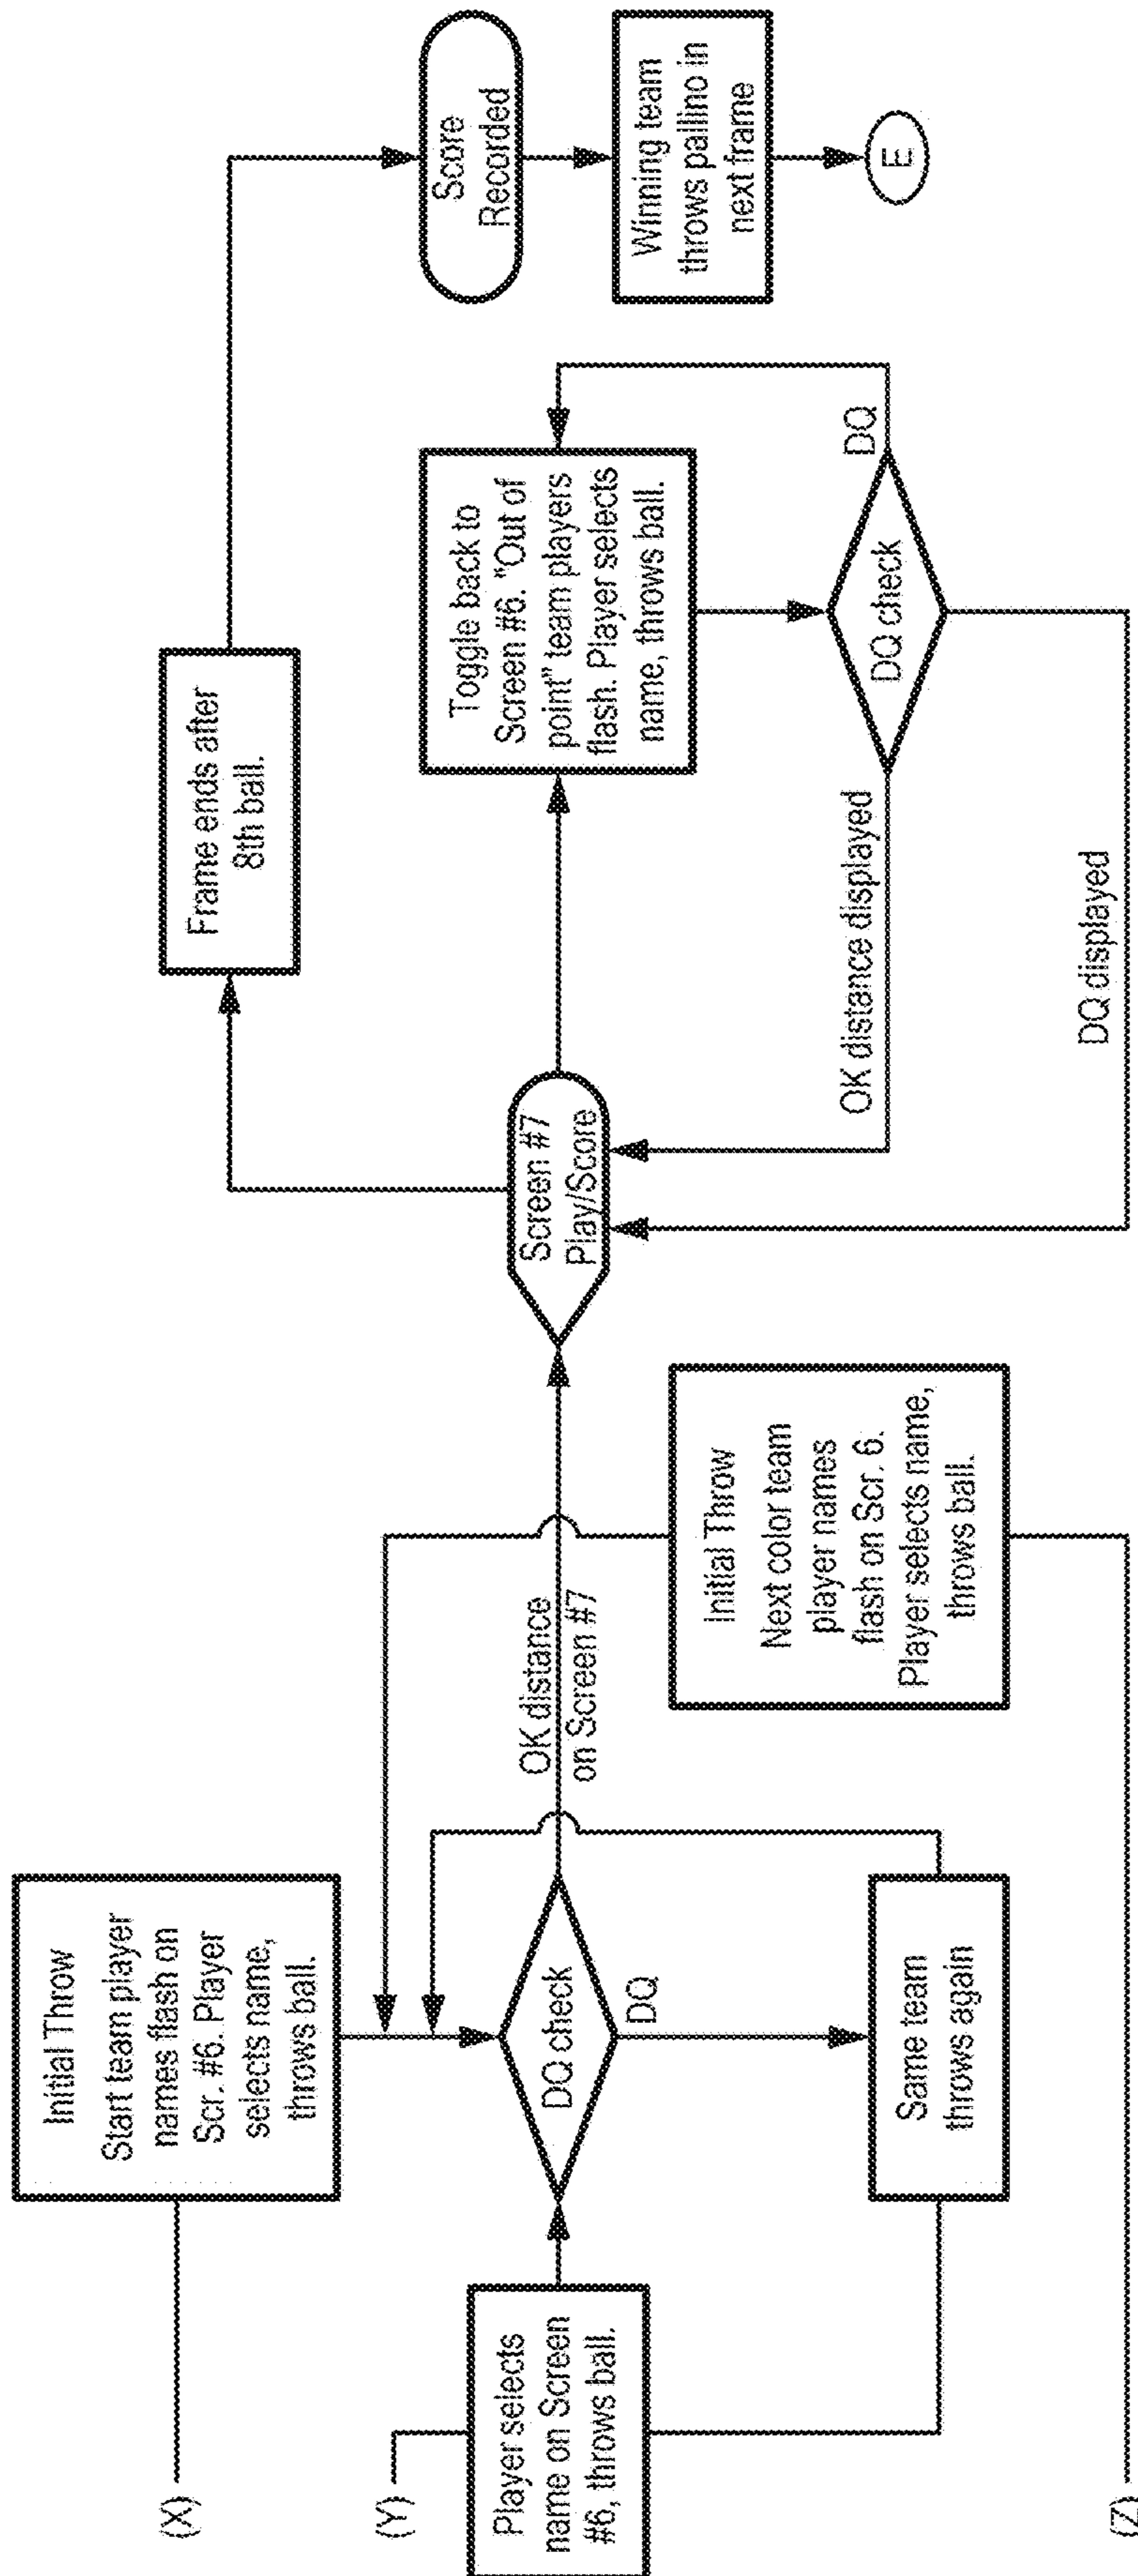 (X)
Initial Throw
Start team player
names flash on
Scr. #6. Player
selects name,
throws ball.
(Y)
Player selects
name on Screen
#6, throws ball.
DQ check
DQ
Same team
throws again
OK distance
on Screen #7
(Z)
Initial Throw
Next color team
player names
flash on Scr. 6.
Player selects name,
throws ball.
Screen #7
Play/Score
Frame ends after
8th ball.
Toggle back to
Screen #6. "Out of
point" team players
flash. Player selects
name, throws ball.
DQ check
DQ
OK distance displayed
DQ displayed
Score
Recorded
Winning team
throws pallino in
next frame
E